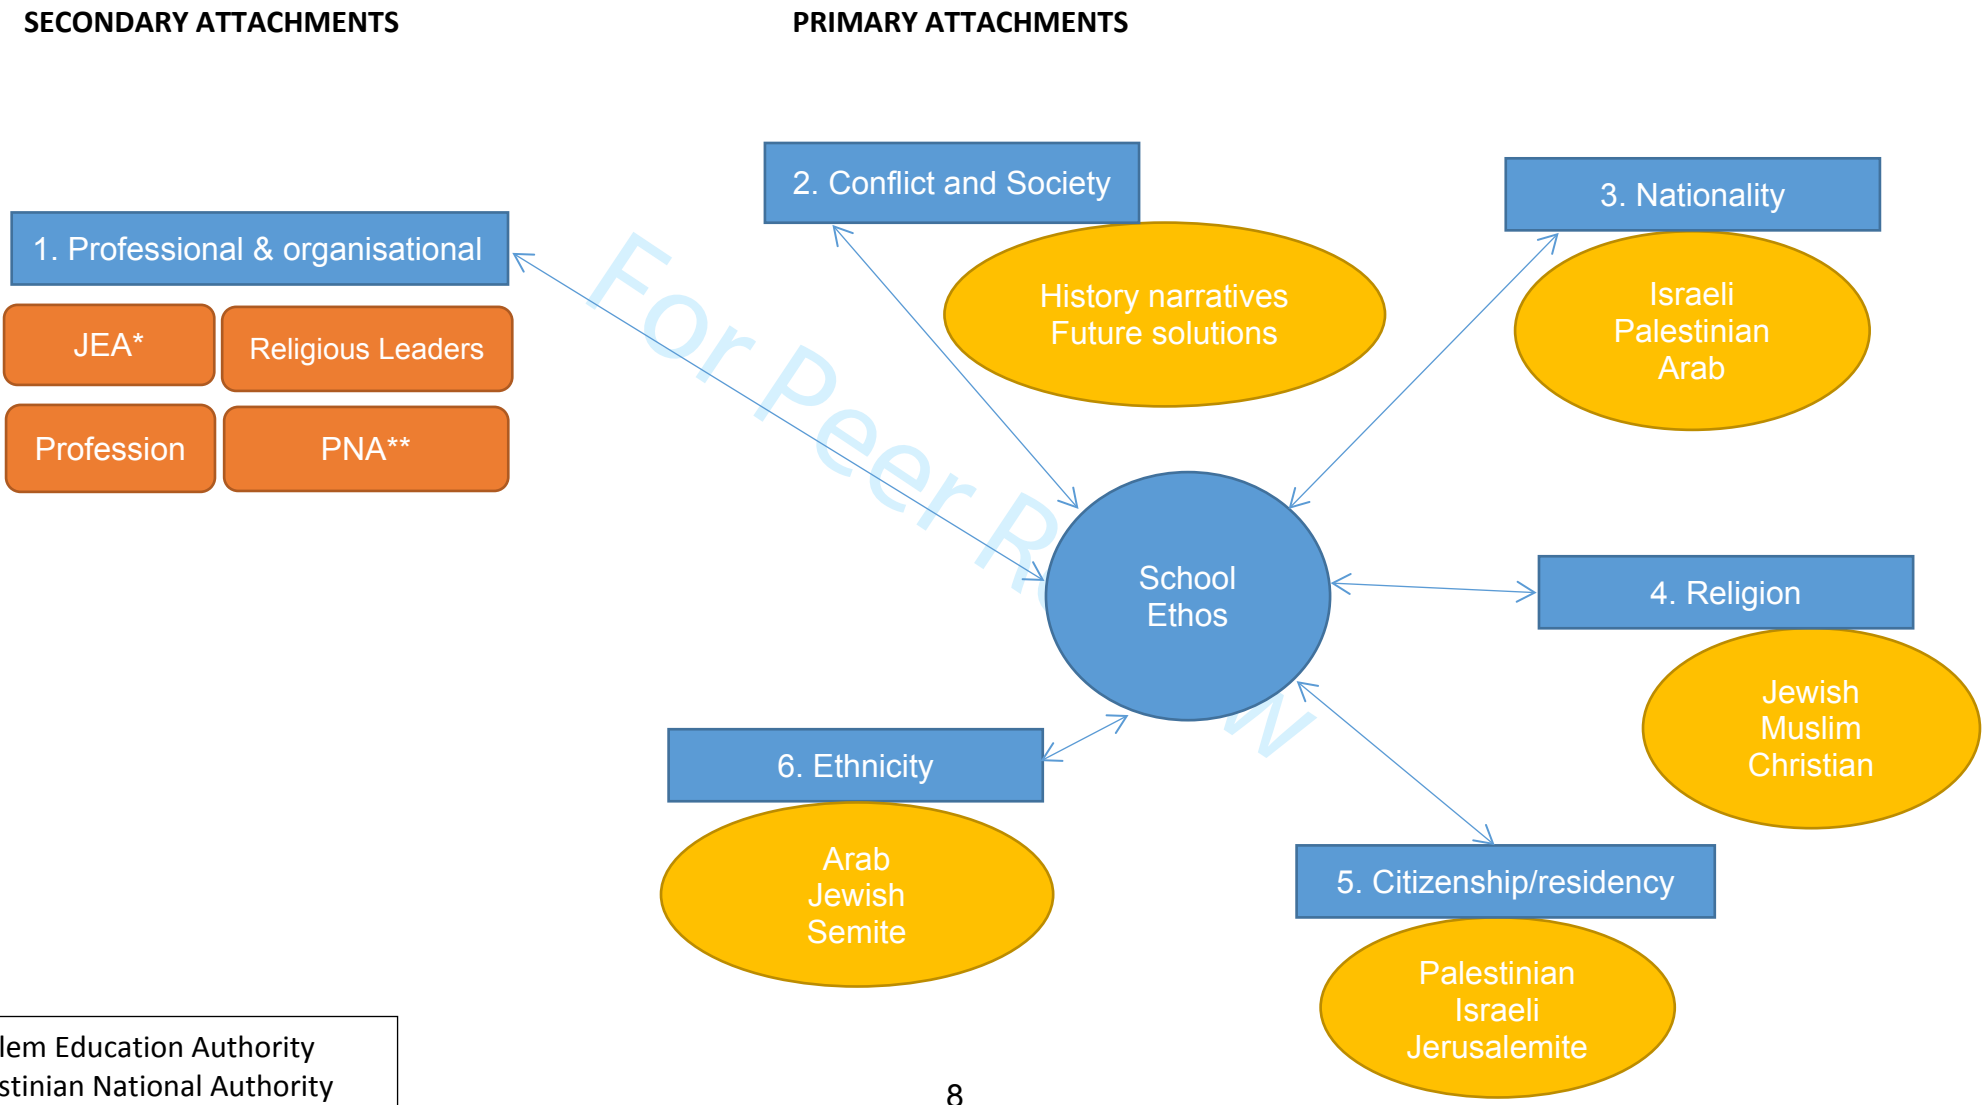 SECONDARY ATTACHMENTS
PRIMARY ATTACHMENTS
1. Professional & organisational
JEA*
Religious Leaders
Profession
PNA**
2. Conflict and Society
History narratives
Future solutions
3. Nationality
Israeli
Palestinian
Arab
School
Ethos
4. Religion
Jewish
Muslim
Christian
6. Ethnicity
Arab
Jewish
Semite
5. Citizenship/residency
Palestinian
Israeli
Jerusalemite
lem Education Authority
stinian National Authority
8
For Peer R w